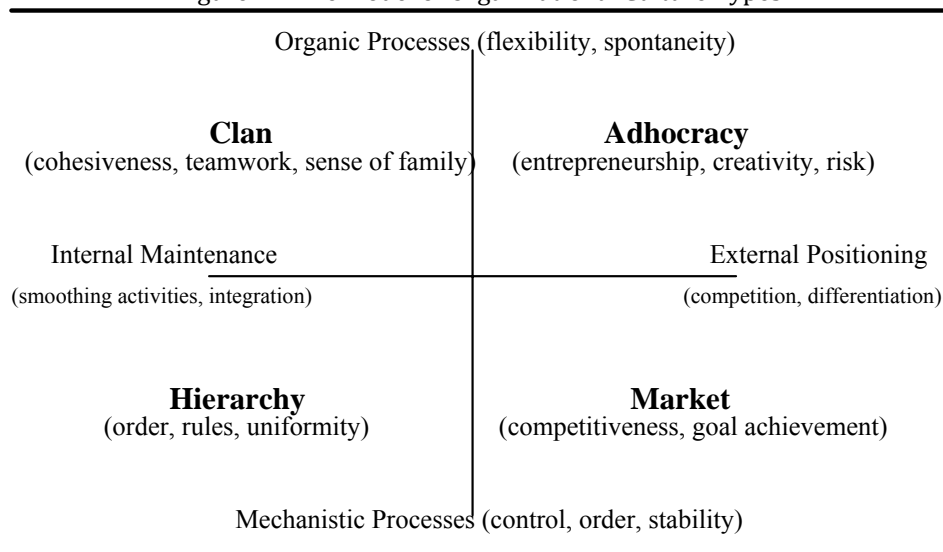 Organic Processes (flexibility, spontaneity)
Clan
(cohesiveness, teamwork, sense of family)
Adhocracy
(entrepreneurship, creativity, risk)
Internal Maintenance
(smoothing activities, integration)
External Positioning
(competition, differentiation)
Hierarchy
(order, rules, uniformity)
Market
(competitiveness, goal achievement)
Mechanistic Processes (control, order, stability)